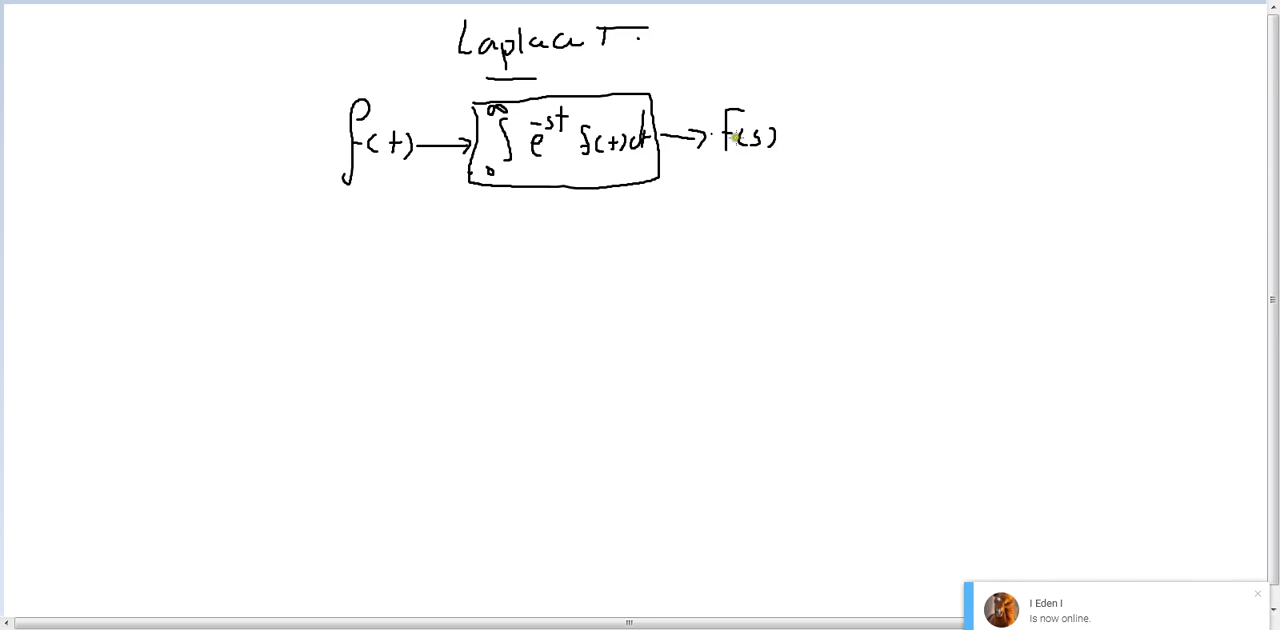 Laplace T.
f(t) → ∫₀^∞ e^{-st} f(t)dt → F(s)
I Eden I
Is now online.